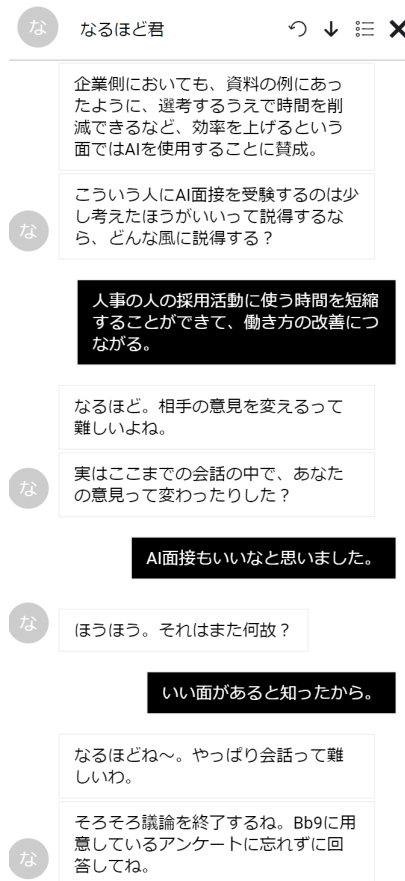 な
なるほど君
企業側においても、資料の例にあっ
たように、選考するうえで時間を削
減できるなど、効率を上げるという
面ではAIを使用することに賛成。
こういう人にAI面接を受験するのは少
し考えたほうがいいって説得するな
ら、どんな風に説得する？
な
人事の人の採用活動に使う時間を短縮
することができて、働き方の改善につ
ながる。
なるほど。相手の意見を変えるって
難しいよね。
実はここまでの会話の中で、あなた
の意見って変わったりした？
な
AI面接もいいなと思いました。
な
ほうほう。それはまた何故？
いい面があると知ったから。
なるほどね～。やっぱり会話って難
しいわ。
そろそろ議論を終了するね。Bb9に用
意しているアンケートに忘れずに回
答してね。
な